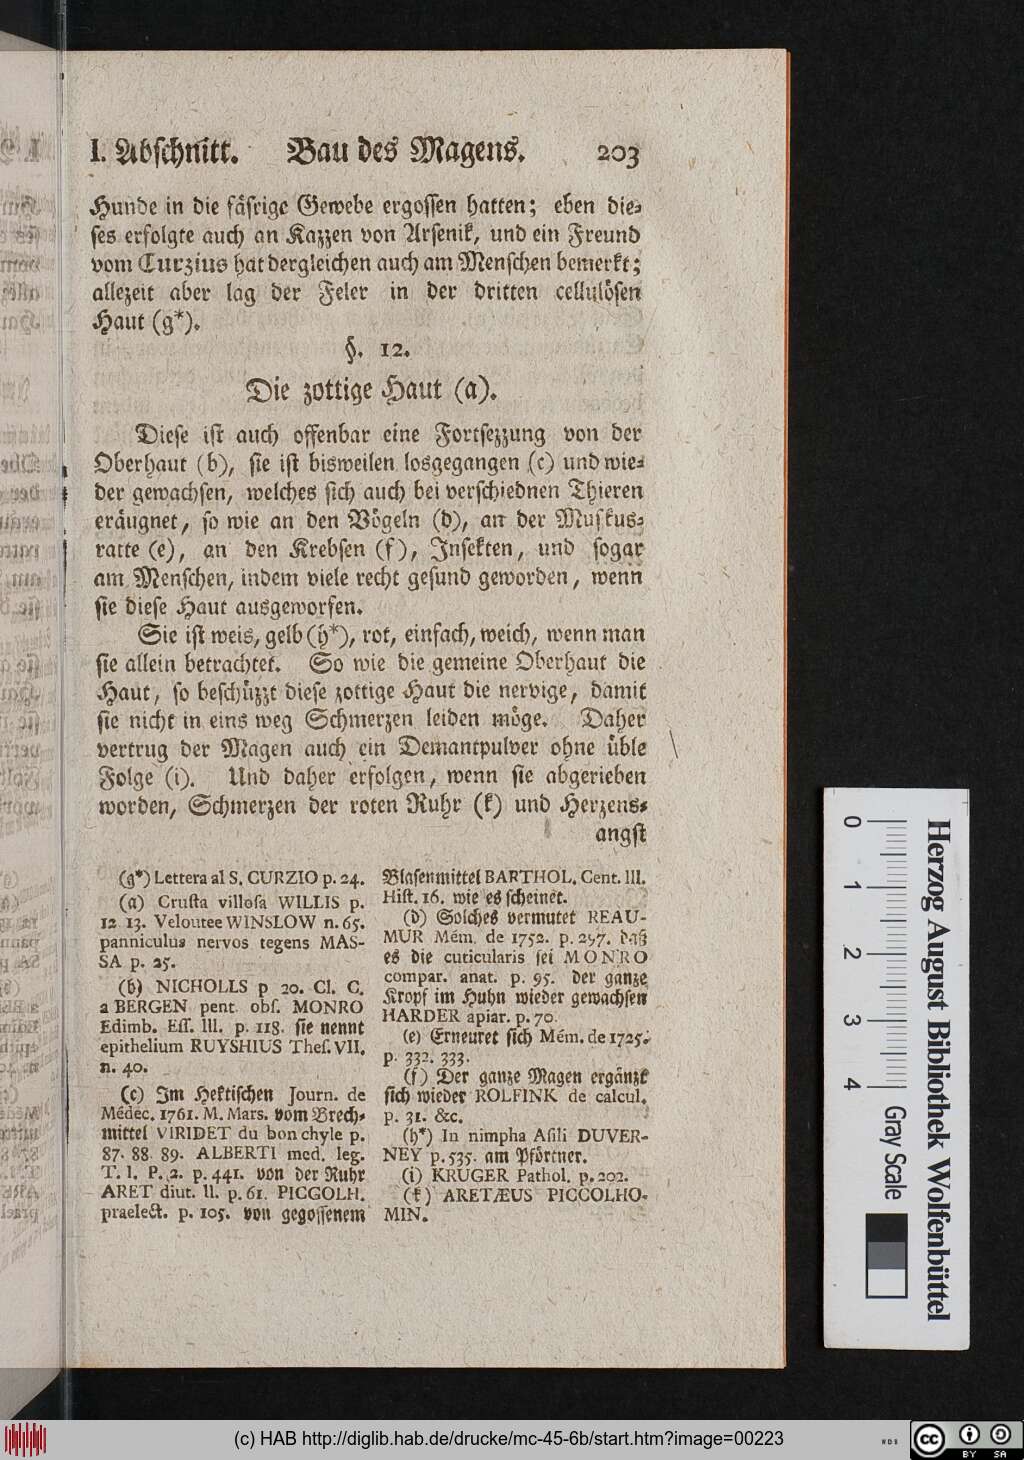 I. Abschnitt. Bau des Magens. 203
Hunde in die fäsrige Gewebe ergossen hatten; eben die-
ses erfolgte auch an Kazzen von Arsenik, und ein Freund
vom Curzius hat dergleichen auch am Menschen bemerkt;
allezeit aber lag der Feler in der dritten cellulösen
Haut (g*).
§. 12.
Die zottige Haut (a).
Diese ist auch offenbar eine Fortsezzung von der
Oberhaut (b), sie ist bisweilen losgegangen (c) und wie-
der gewachsen, welches sich auch bei verschiednen Thieren
eräugnet, so wie an den Vögeln (d), an der Muskus-
ratte (e), an den Krebsen (f), Insekten, und sogar
am Menschen, indem viele recht gesund geworden, wenn
sie diese Haut ausgeworfen.
Sie ist weis, gelb (h*), rot, einfach, weich, wenn man
sie allein betrachtet. So wie die gemeine Oberhaut die
Haut, so beschüzzt diese zottige Haut die nervige, damit
sie nicht in eins weg Schmerzen leiden möge. Daher
vertrug der Magen auch ein Demantpulver ohne üble
Folge (i). Und daher erfolgen, wenn sie abgerieben
worden, Schmerzen der roten Ruhr (k) und Herzens-
angst
(g*) Lettera al S. CURZIO p. 24.
(a) Crusta villosa WILLIS p.
12 13. Veloutee WINSLOW n. 65.
panniculus nervos tegens MAS-
SA p. 25.
(b) NICHOLLS p 20. Cl. C.
a BERGEN pent. obs. MONRO
Edimb. Ess. III. p. 118. sie nennt
epithelium RUYSHIUS Thes. VII.
n. 40.
(c) Im Hektischen Journ. de
Médec. 1761. M. Mars. vom Brech-
mittel VIRIDET du bon chyle p.
87. 88. 89. ALBERTI med. leg.
T. I. P. 2. p. 441. von der Ruhr
ARET diut. II. p. 61. PICGOLH.
praelect. p. 105. von gegossenem
Blasenmittel BARTHOL. Cent. III.
Hist. 16. wie es scheinet.
(d) Solches vermutet REAU-
MUR Mém. de 1752. p. 297. daß
es die cuticularis sei MONRO
compar. anat. p. 95. der ganze
Kropf im Huhn wieder gewachsen
HARDER apiar. p. 70.
(e) Erneuret sich Mém. de 1725.
p. 332. 333.
(f) Der ganze Magen ergänzt
sich wieder ROLFINK de calcul.
p. 31. &c.
(h*) In nimpha Asili DUVER-
NEY p. 535. am Pförtner.
(i) KRUGER Pathol. p. 202.
(k) ARETÆUS PICCOLHO-
MIN.
0 1 2 3 4
Gray Scale
Herzog August Bibliothek Wolfenbüttel
(c) HAB http://diglib.hab.de/drucke/mc-45-6b/start.htm?image=00223
cc BY SA